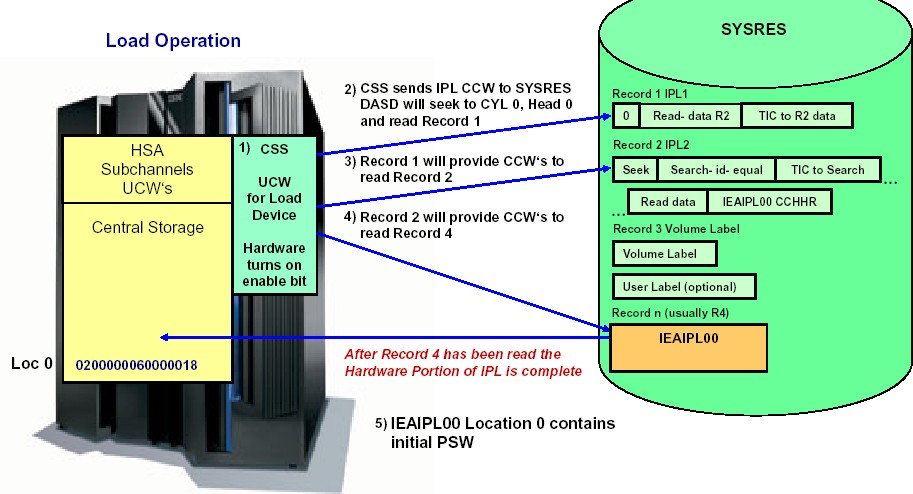 Load Operation
HSA
Subchannels
UCW's
Central Storage
Loc 0
0200000060000018
1) CSS
UCW
for Load
Device
Hardware
turns on
enable bit
2) CSS sends IPL CCW to SYSRES
DASD will seek to CYL 0, Head 0
and read Record 1
3) Record 1 will provide CCW's to
read Record 2
4) Record 2 will provide CCW's to
read Record 4
After Record 4 has been read the
Hardware Portion of IPL is complete
5) IEAIPL00 Location 0 contains
initial PSW
SYSRES
Record 1 IPL1
0 Read- data R2 TIC to R2 data
Record 2 IPL2
Seek Search- id- equal TIC to Search ...
... Read data IEAIPL00 CCHHR
Record 3 Volume Label
Volume Label
User Label (optional)
Record n (usually R4)
IEAIPL00